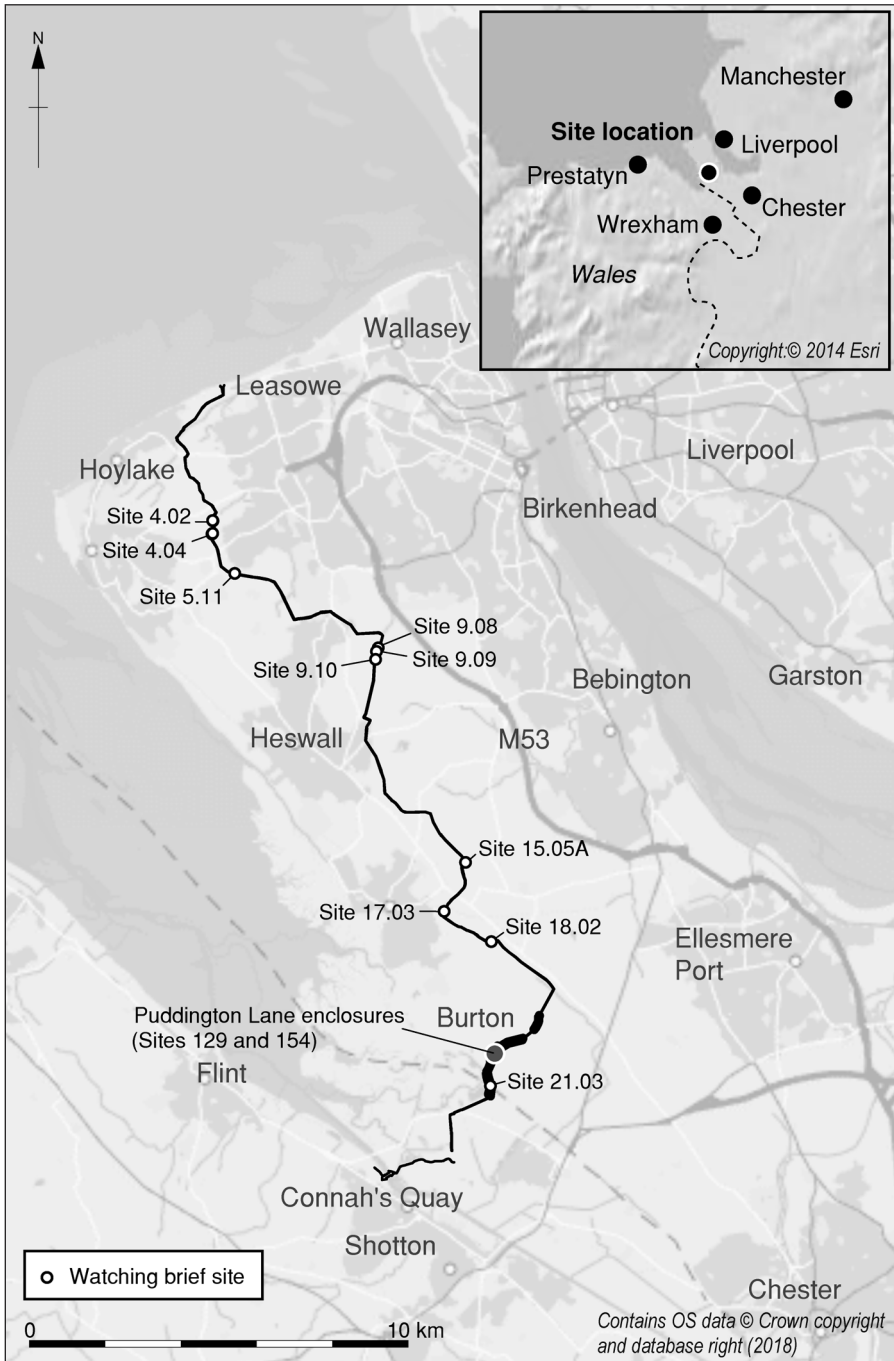 N
Manchester
Site location
Liverpool
Prestatyn
Chester
Wrexham
Wales
Copyright:© 2014 Esri
Wallasey
Leasowe
Liverpool
Hoylake
Birkenhead
Site 4.02
Site 4.04
Site 5.11
Site 9.08
Site 9.09
Site 9.10
Bebington
Garston
Heswall
M53
Site 15.05A
Site 17.03
Site 18.02
Ellesmere
Port
Puddington Lane enclosures
(Sites 129 and 154)
Burton
Flint
Site 21.03
Connah's Quay
Shotton
Watching brief site
Chester
0
10 km
Contains OS data © Crown copyright
and database right (2018)